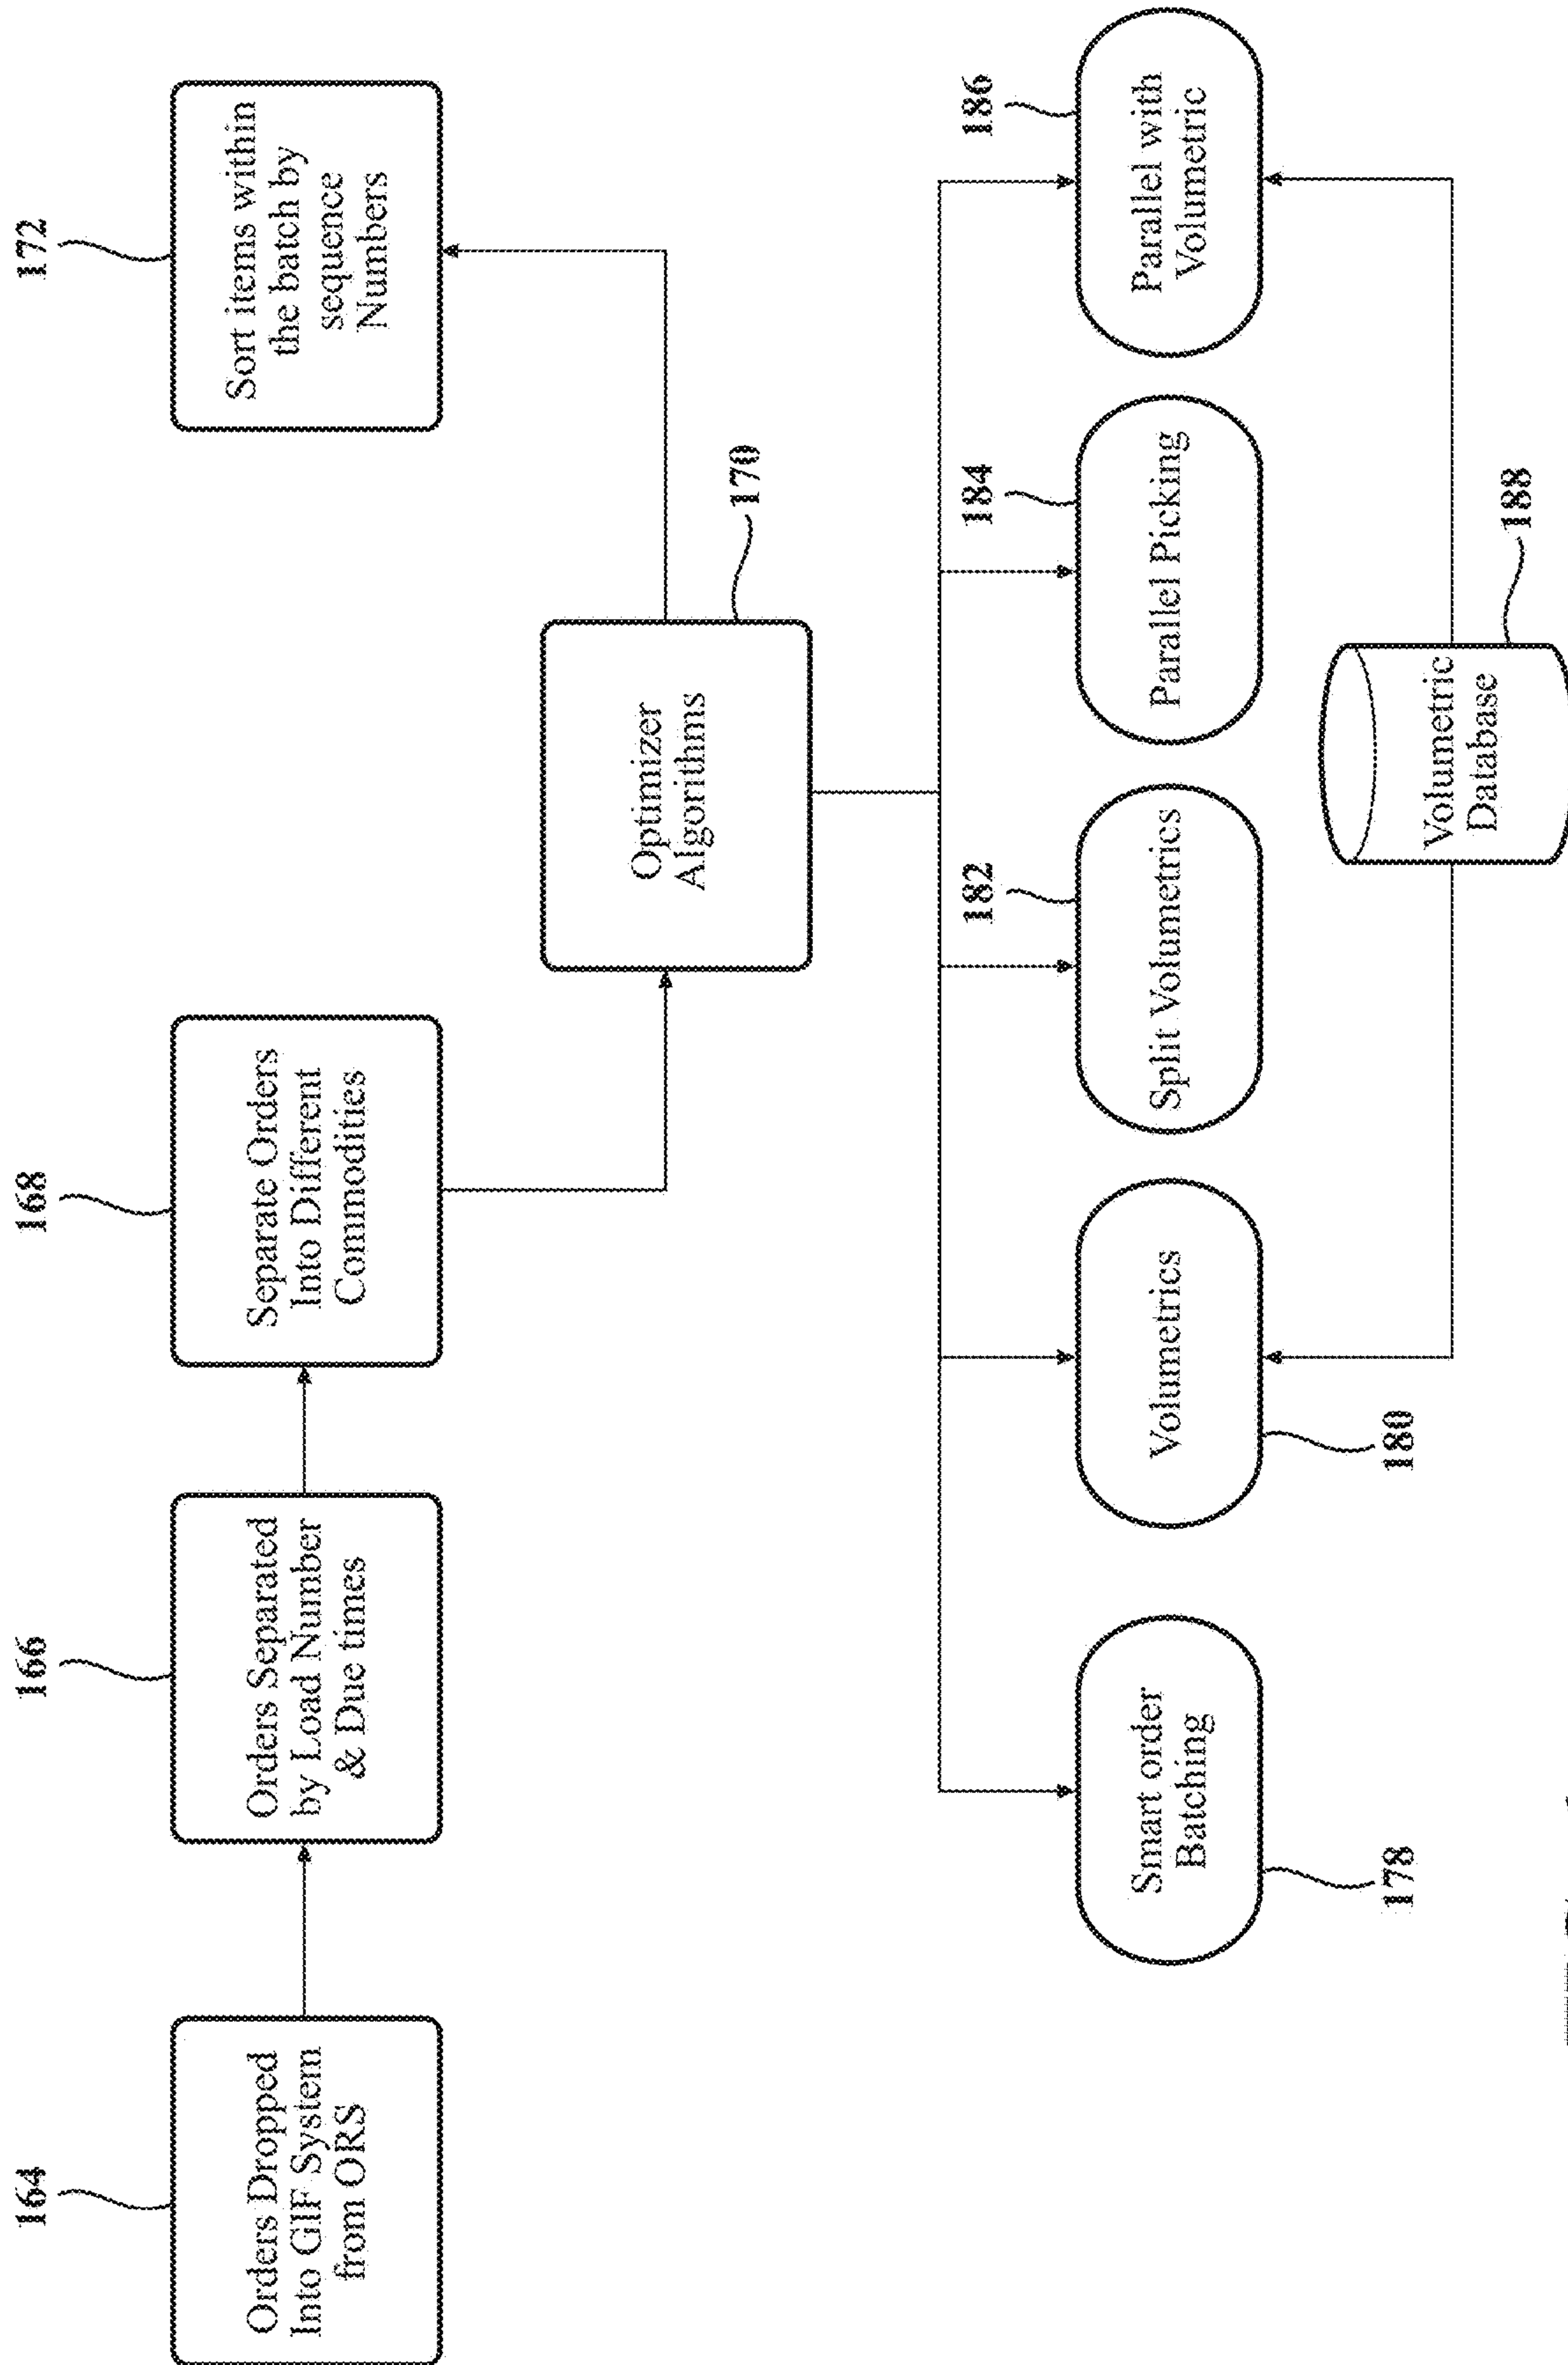 164
Orders Dropped
Into GIF System
from ORS
166
Orders Separated
by Load Number
& Due times
168
Separate Orders
Into Different
Commodities
172
Sort items within
the batch by
sequence
Numbers
Optimizer
Algorithms
170
Smart order
Batching
178
Volumetrics
180
182
Split Volumetrics
184
Parallel Picking
186
Parallel with
Volumetric
Volumetric
Database
188